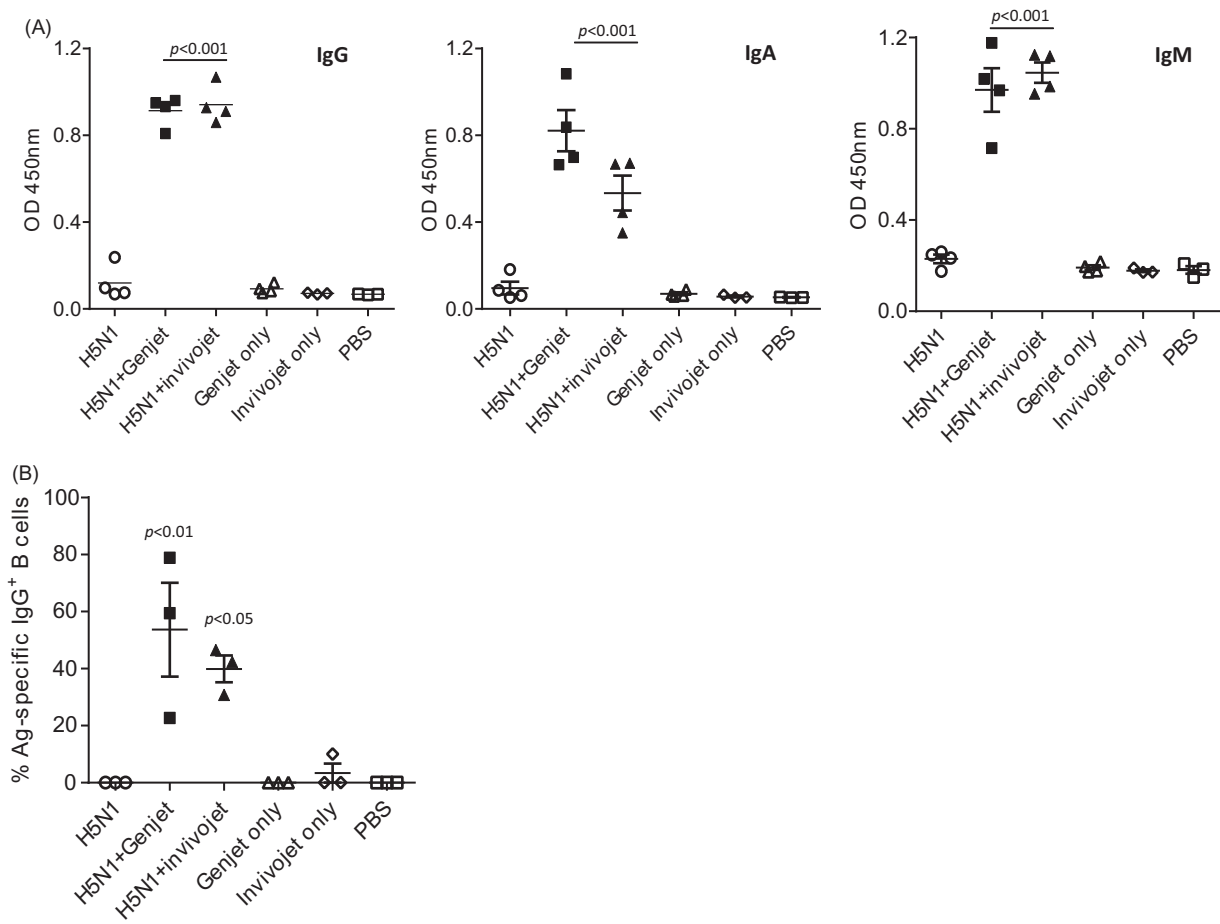 (A)
p<0.001
IgG
1.2
0.8
0.4
0.0
OD 450nm
H5N1
H5N1+Genjet
H5N1+invivojet
Genjet only
Invivojet only
PBS
p<0.001
IgA
1.2
0.8
0.4
0.0
OD 450nm
H5N1
H5N1+Genjet
H5N1+invivojet
Genjet only
Invivojet only
PBS
p<0.001
IgM
1.2
0.8
0.4
0.0
OD 450nm
H5N1
H5N1+Genjet
H5N1+invivojet
Genjet only
Invivojet only
PBS
(B)
100
80
60
40
20
0
% Ag-specific IgG+ B cells
p<0.01
p<0.05
H5N1
H5N1+Genjet
H5N1+invivojet
Genjet only
Invivojet only
PBS